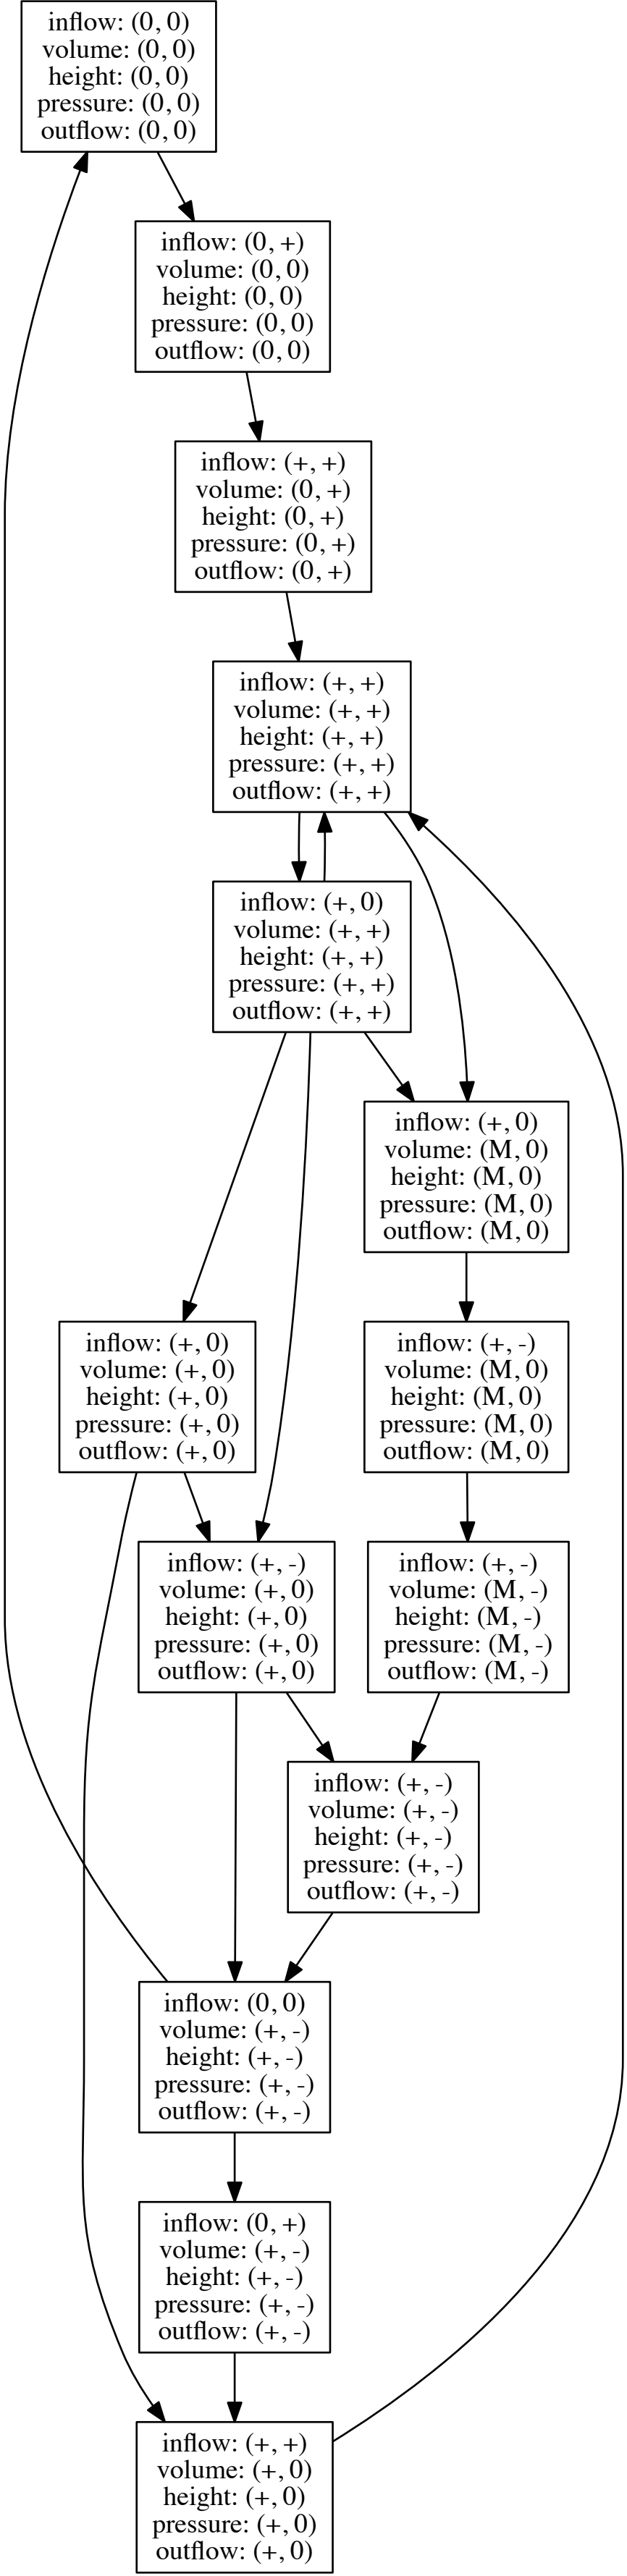 inflow: (0, 0)
volume: (0, 0)
height: (0, 0)
pressure: (0, 0)
outflow: (0, 0)
inflow: (0, +)
volume: (0, 0)
height: (0, 0)
pressure: (0, 0)
outflow: (0, 0)
inflow: (+, +)
volume: (0, +)
height: (0, +)
pressure: (0, +)
outflow: (0, +)
inflow: (+, +)
volume: (+, +)
height: (+, +)
pressure: (+, +)
outflow: (+, +)
inflow: (+, 0)
volume: (+, +)
height: (+, +)
pressure: (+, +)
outflow: (+, +)
inflow: (+, 0)
volume: (M, 0)
height: (M, 0)
pressure: (M, 0)
outflow: (M, 0)
inflow: (+, 0)
volume: (+, 0)
height: (+, 0)
pressure: (+, 0)
outflow: (+, 0)
inflow: (+, -)
volume: (M, 0)
height: (M, 0)
pressure: (M, 0)
outflow: (M, 0)
inflow: (+, -)
volume: (+, 0)
height: (+, 0)
pressure: (+, 0)
outflow: (+, 0)
inflow: (+, -)
volume: (M, -)
height: (M, -)
pressure: (M, -)
outflow: (M, -)
inflow: (+, -)
volume: (+, -)
height: (+, -)
pressure: (+, -)
outflow: (+, -)
inflow: (0, 0)
volume: (+, -)
height: (+, -)
pressure: (+, -)
outflow: (+, -)
inflow: (0, +)
volume: (+, -)
height: (+, -)
pressure: (+, -)
outflow: (+, -)
inflow: (+, +)
volume: (+, 0)
height: (+, 0)
pressure: (+, 0)
outflow: (+, 0)